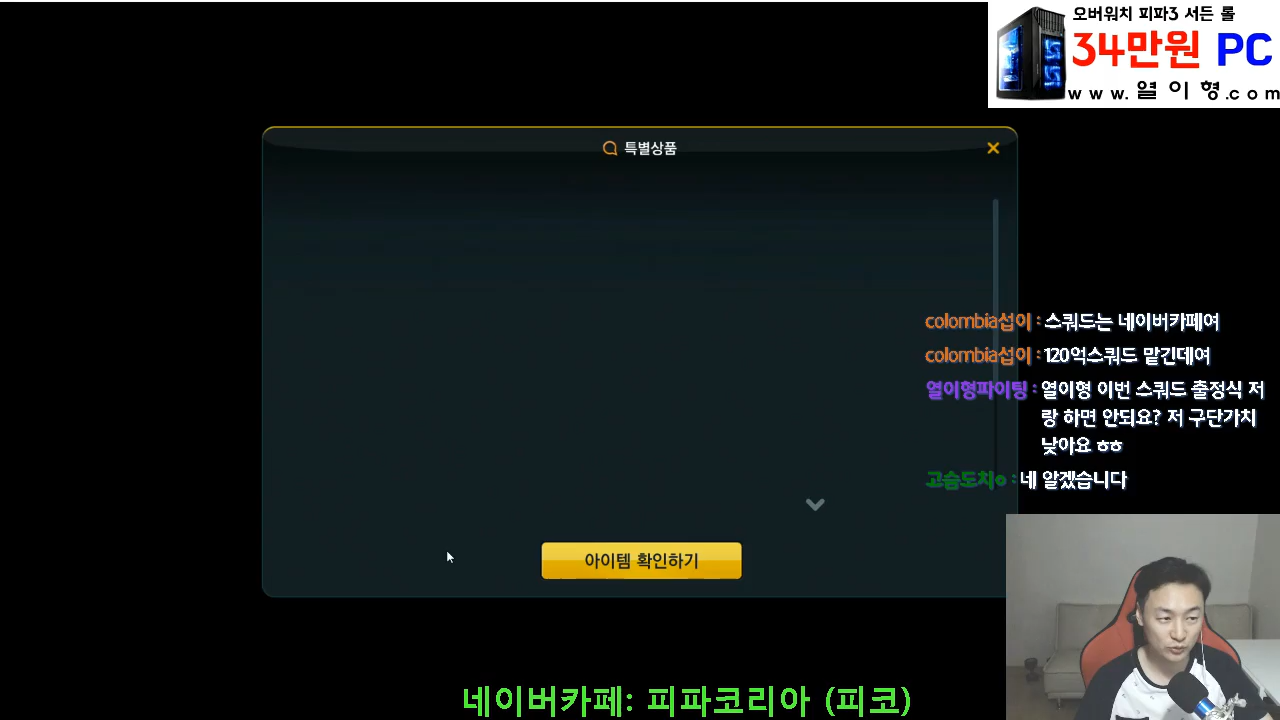 오버워치 피파3 서든 롤
34만원 PC
www.열이형.com
특별상품
colombia섭이 : 스쿼드는 네이버카페여
colombia섭이 : 120억스쿼드 맡긴데여
열이형파이팅 : 열이형 이번 스쿼드 출정식 저
랑 하면 안되요? 저 구단가치
낮아요 ㅎㅎ
고슴도치o : 네 알겠습니다
아이템 확인하기
네이버카페: 피파코리아 (피코)